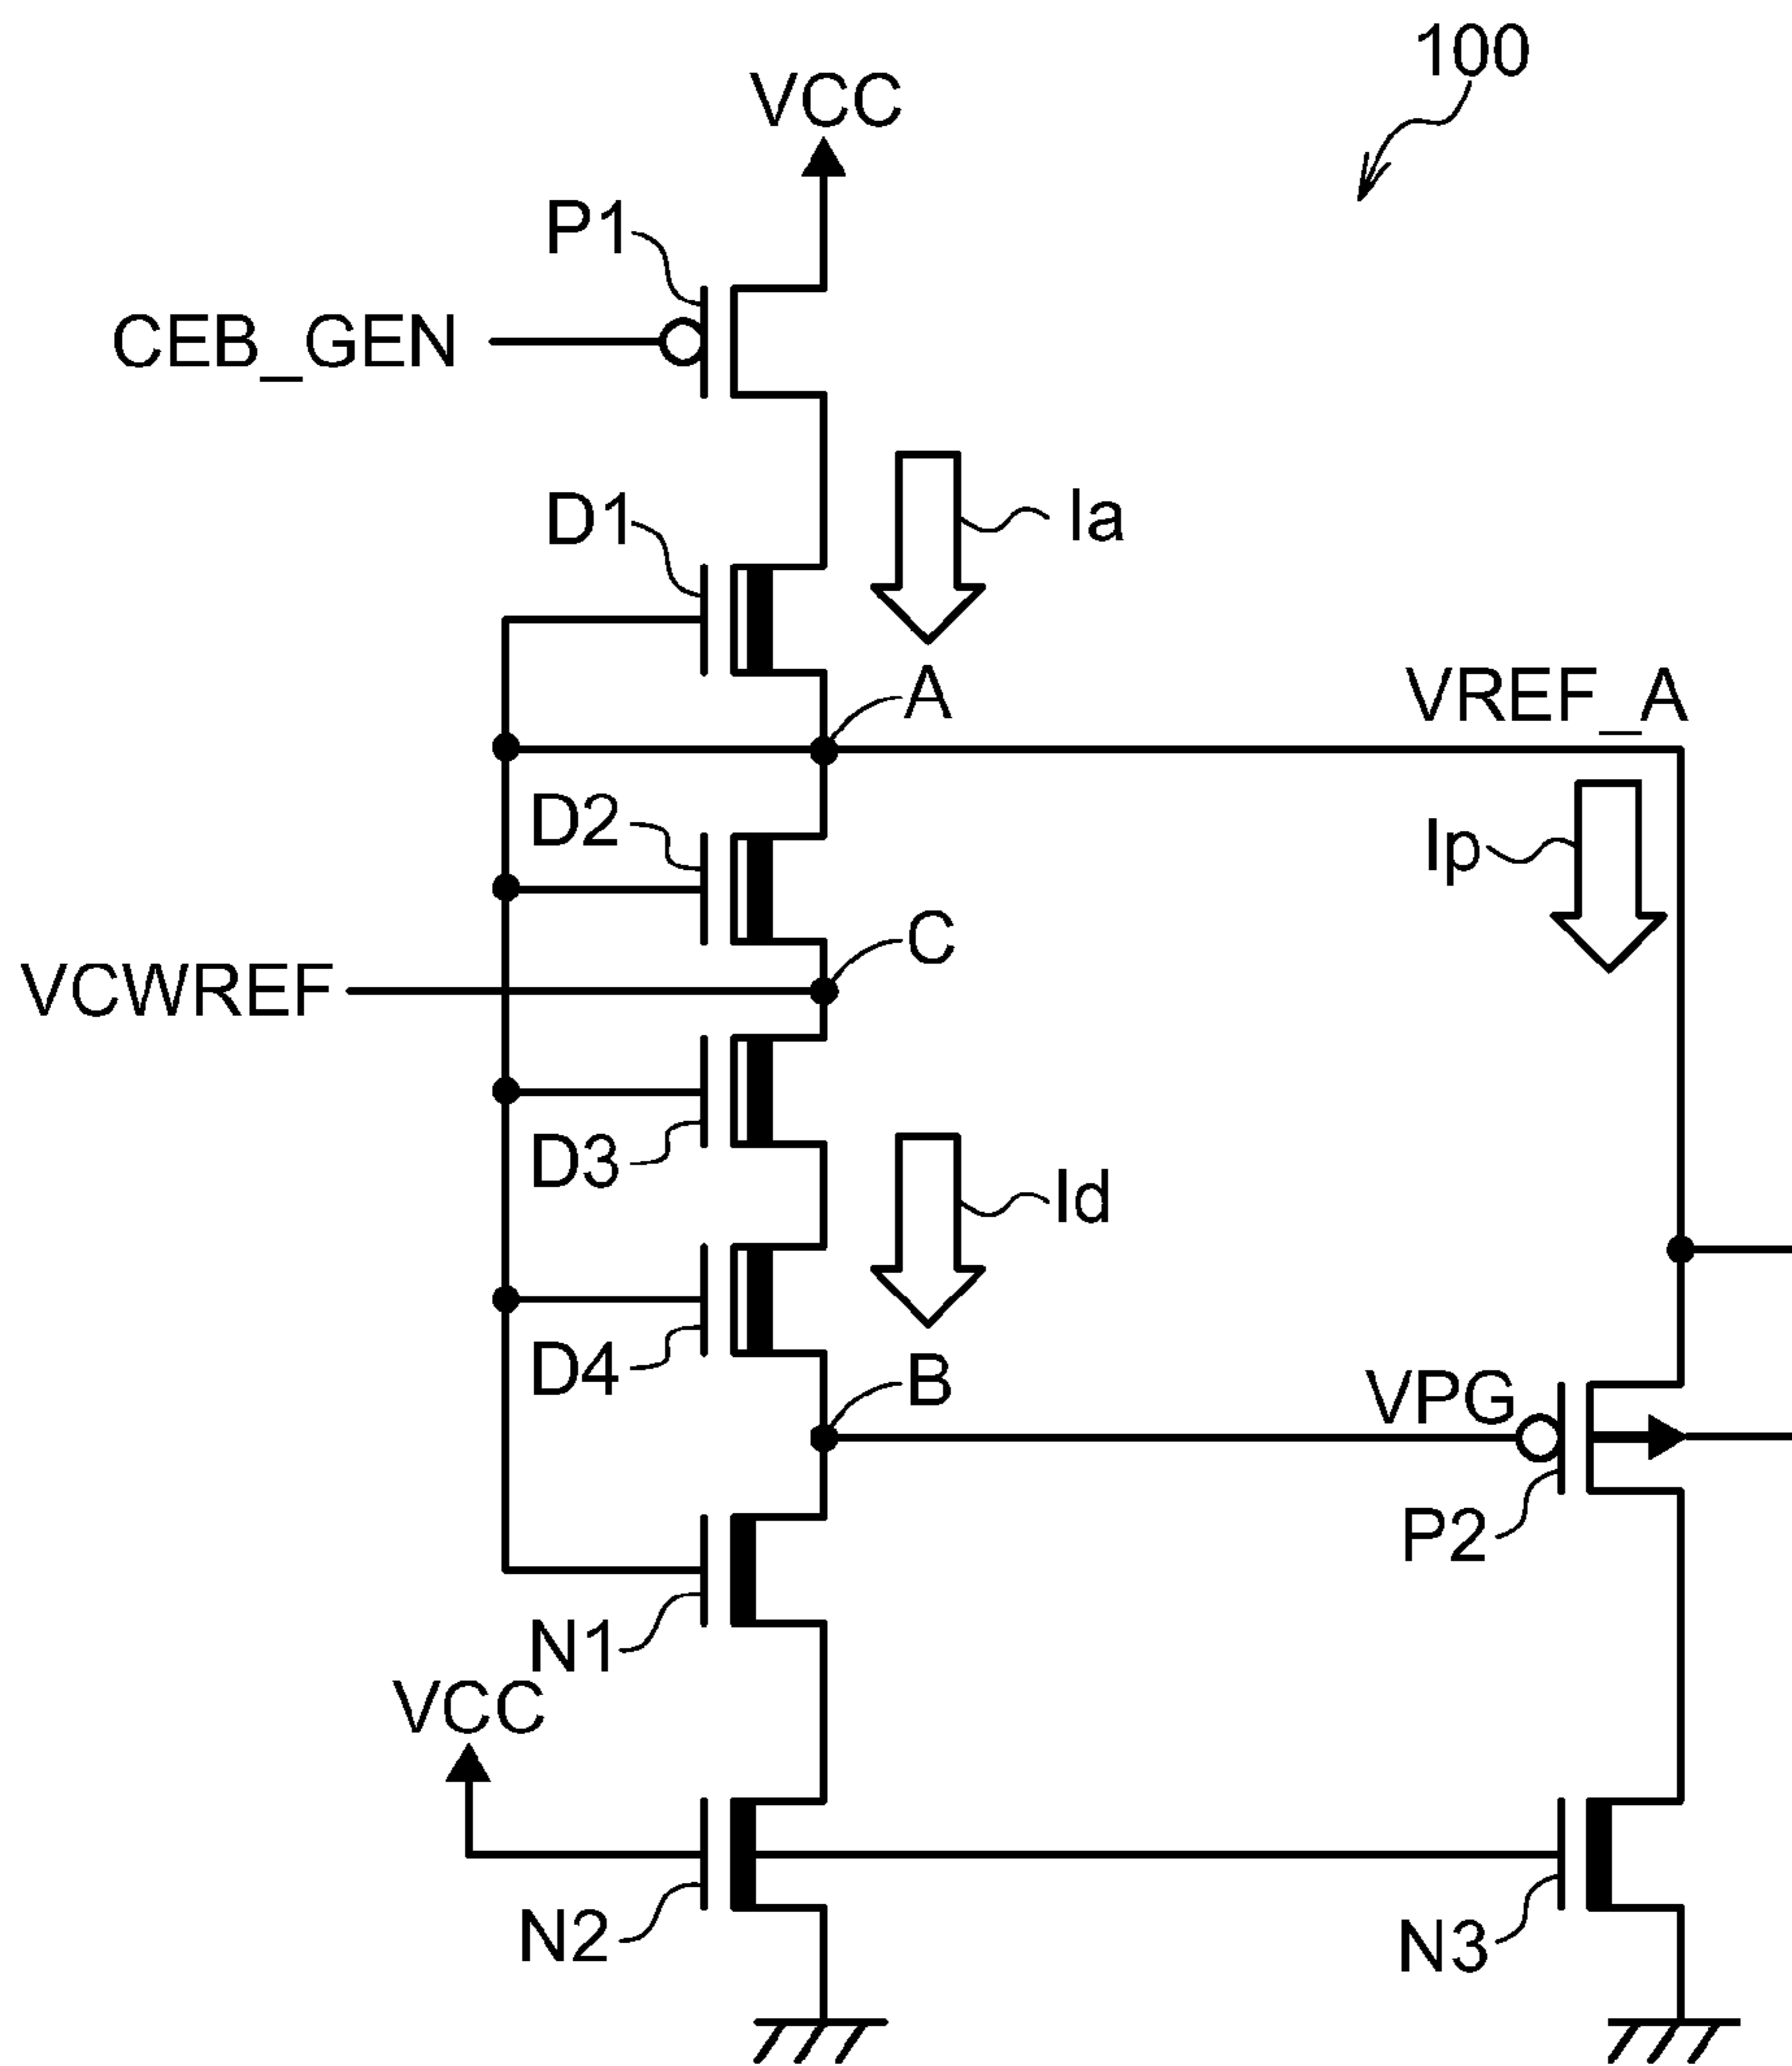 100
VCC
P1
CEB_GEN
D1
Ia
A
VREF_A
D2
Ip
C
VCWREF
D3
Id
D4
B
VPG
P2
N1
VCC
N2
N3